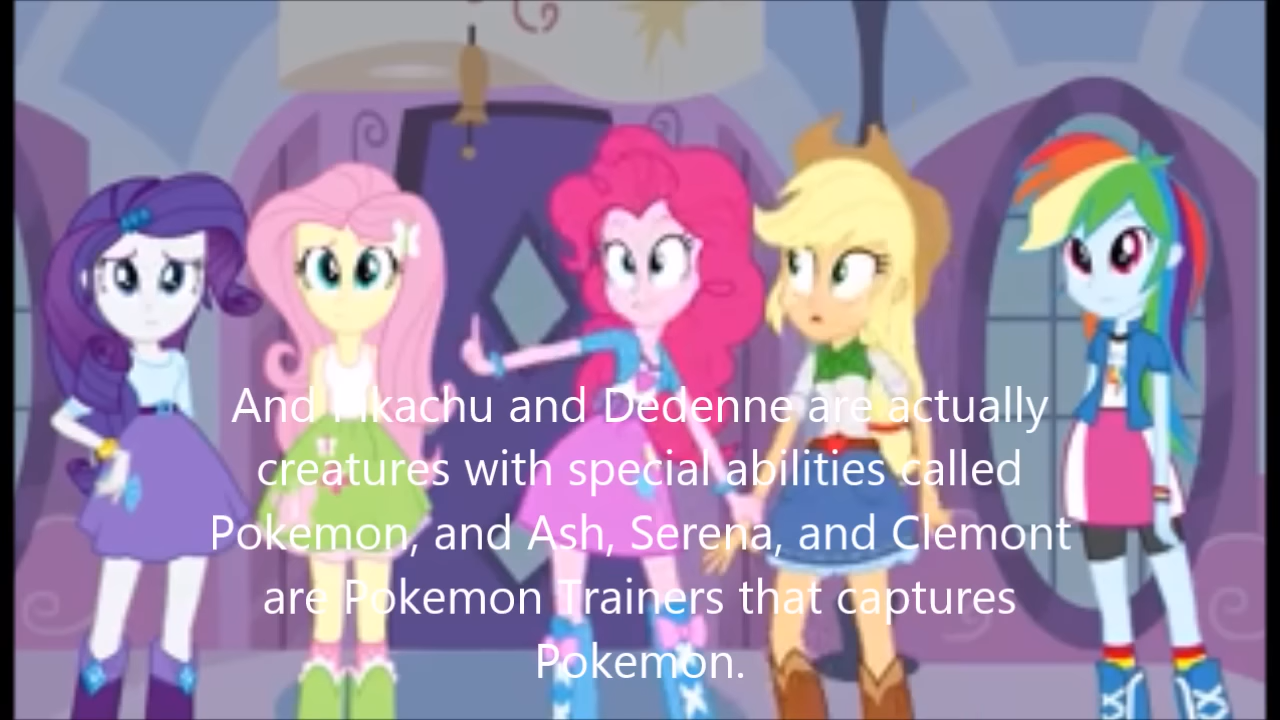 And Pikachu and Dedenne are actually
creatures with special abilities called
Pokemon, and Ash, Serena, and Clemont
are Pokemon Trainers that captures
Pokemon.